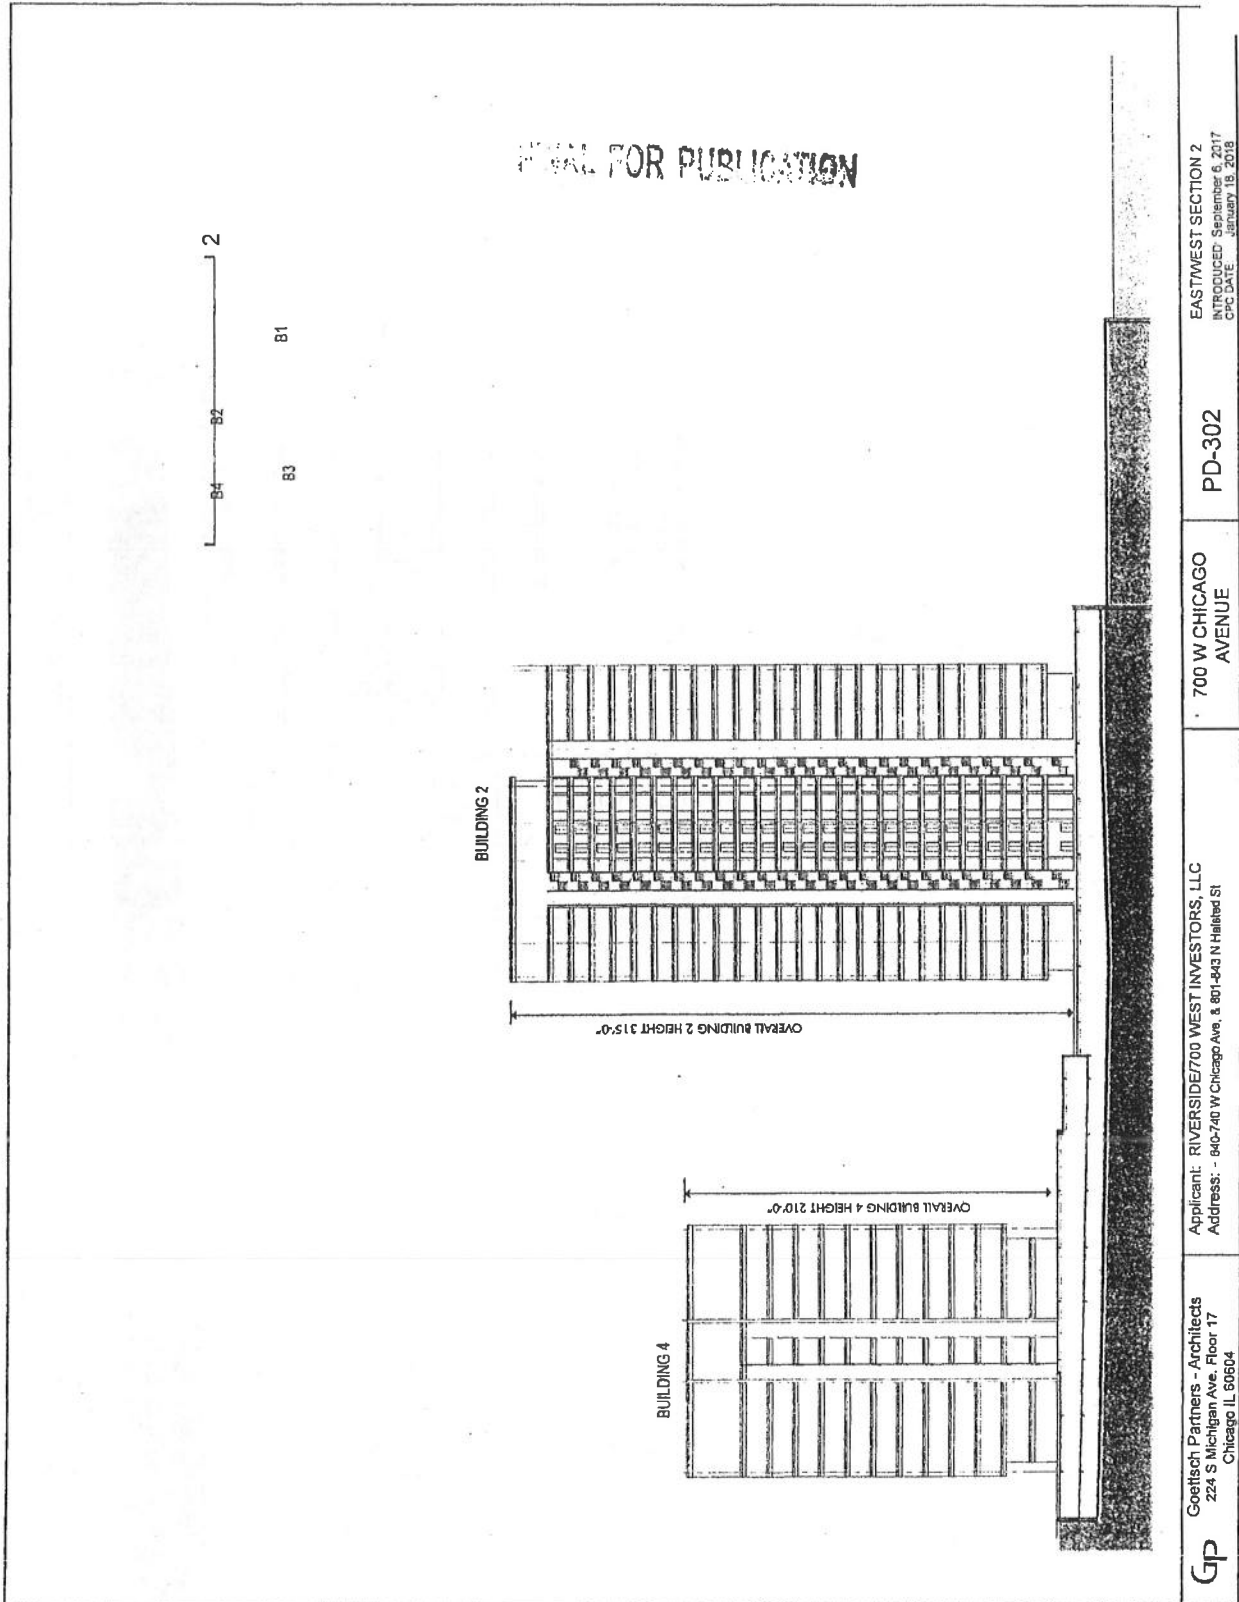 FINAL FOR PUBLICATION
2
B4
B2
B3
B1
BUILDING 2
OVERALL BUILDING 2 HEIGHT 315'-0"
BUILDING 4
OVERALL BUILDING 4 HEIGHT 210'-0"
GP
Goettsch Partners - Architects
224 S Michigan Ave. Floor 17
Chicago IL 60604
Applicant: RIVERSIDE/700 WEST INVESTORS, LLC
Address: - 640-740 W Chicago Ave, & 801-843 N Halsted St
700 W CHICAGO
AVENUE
PD-302
EAST/WEST SECTION 2
INTRODUCED: September 6, 2017
CPC DATE: January 18, 2018